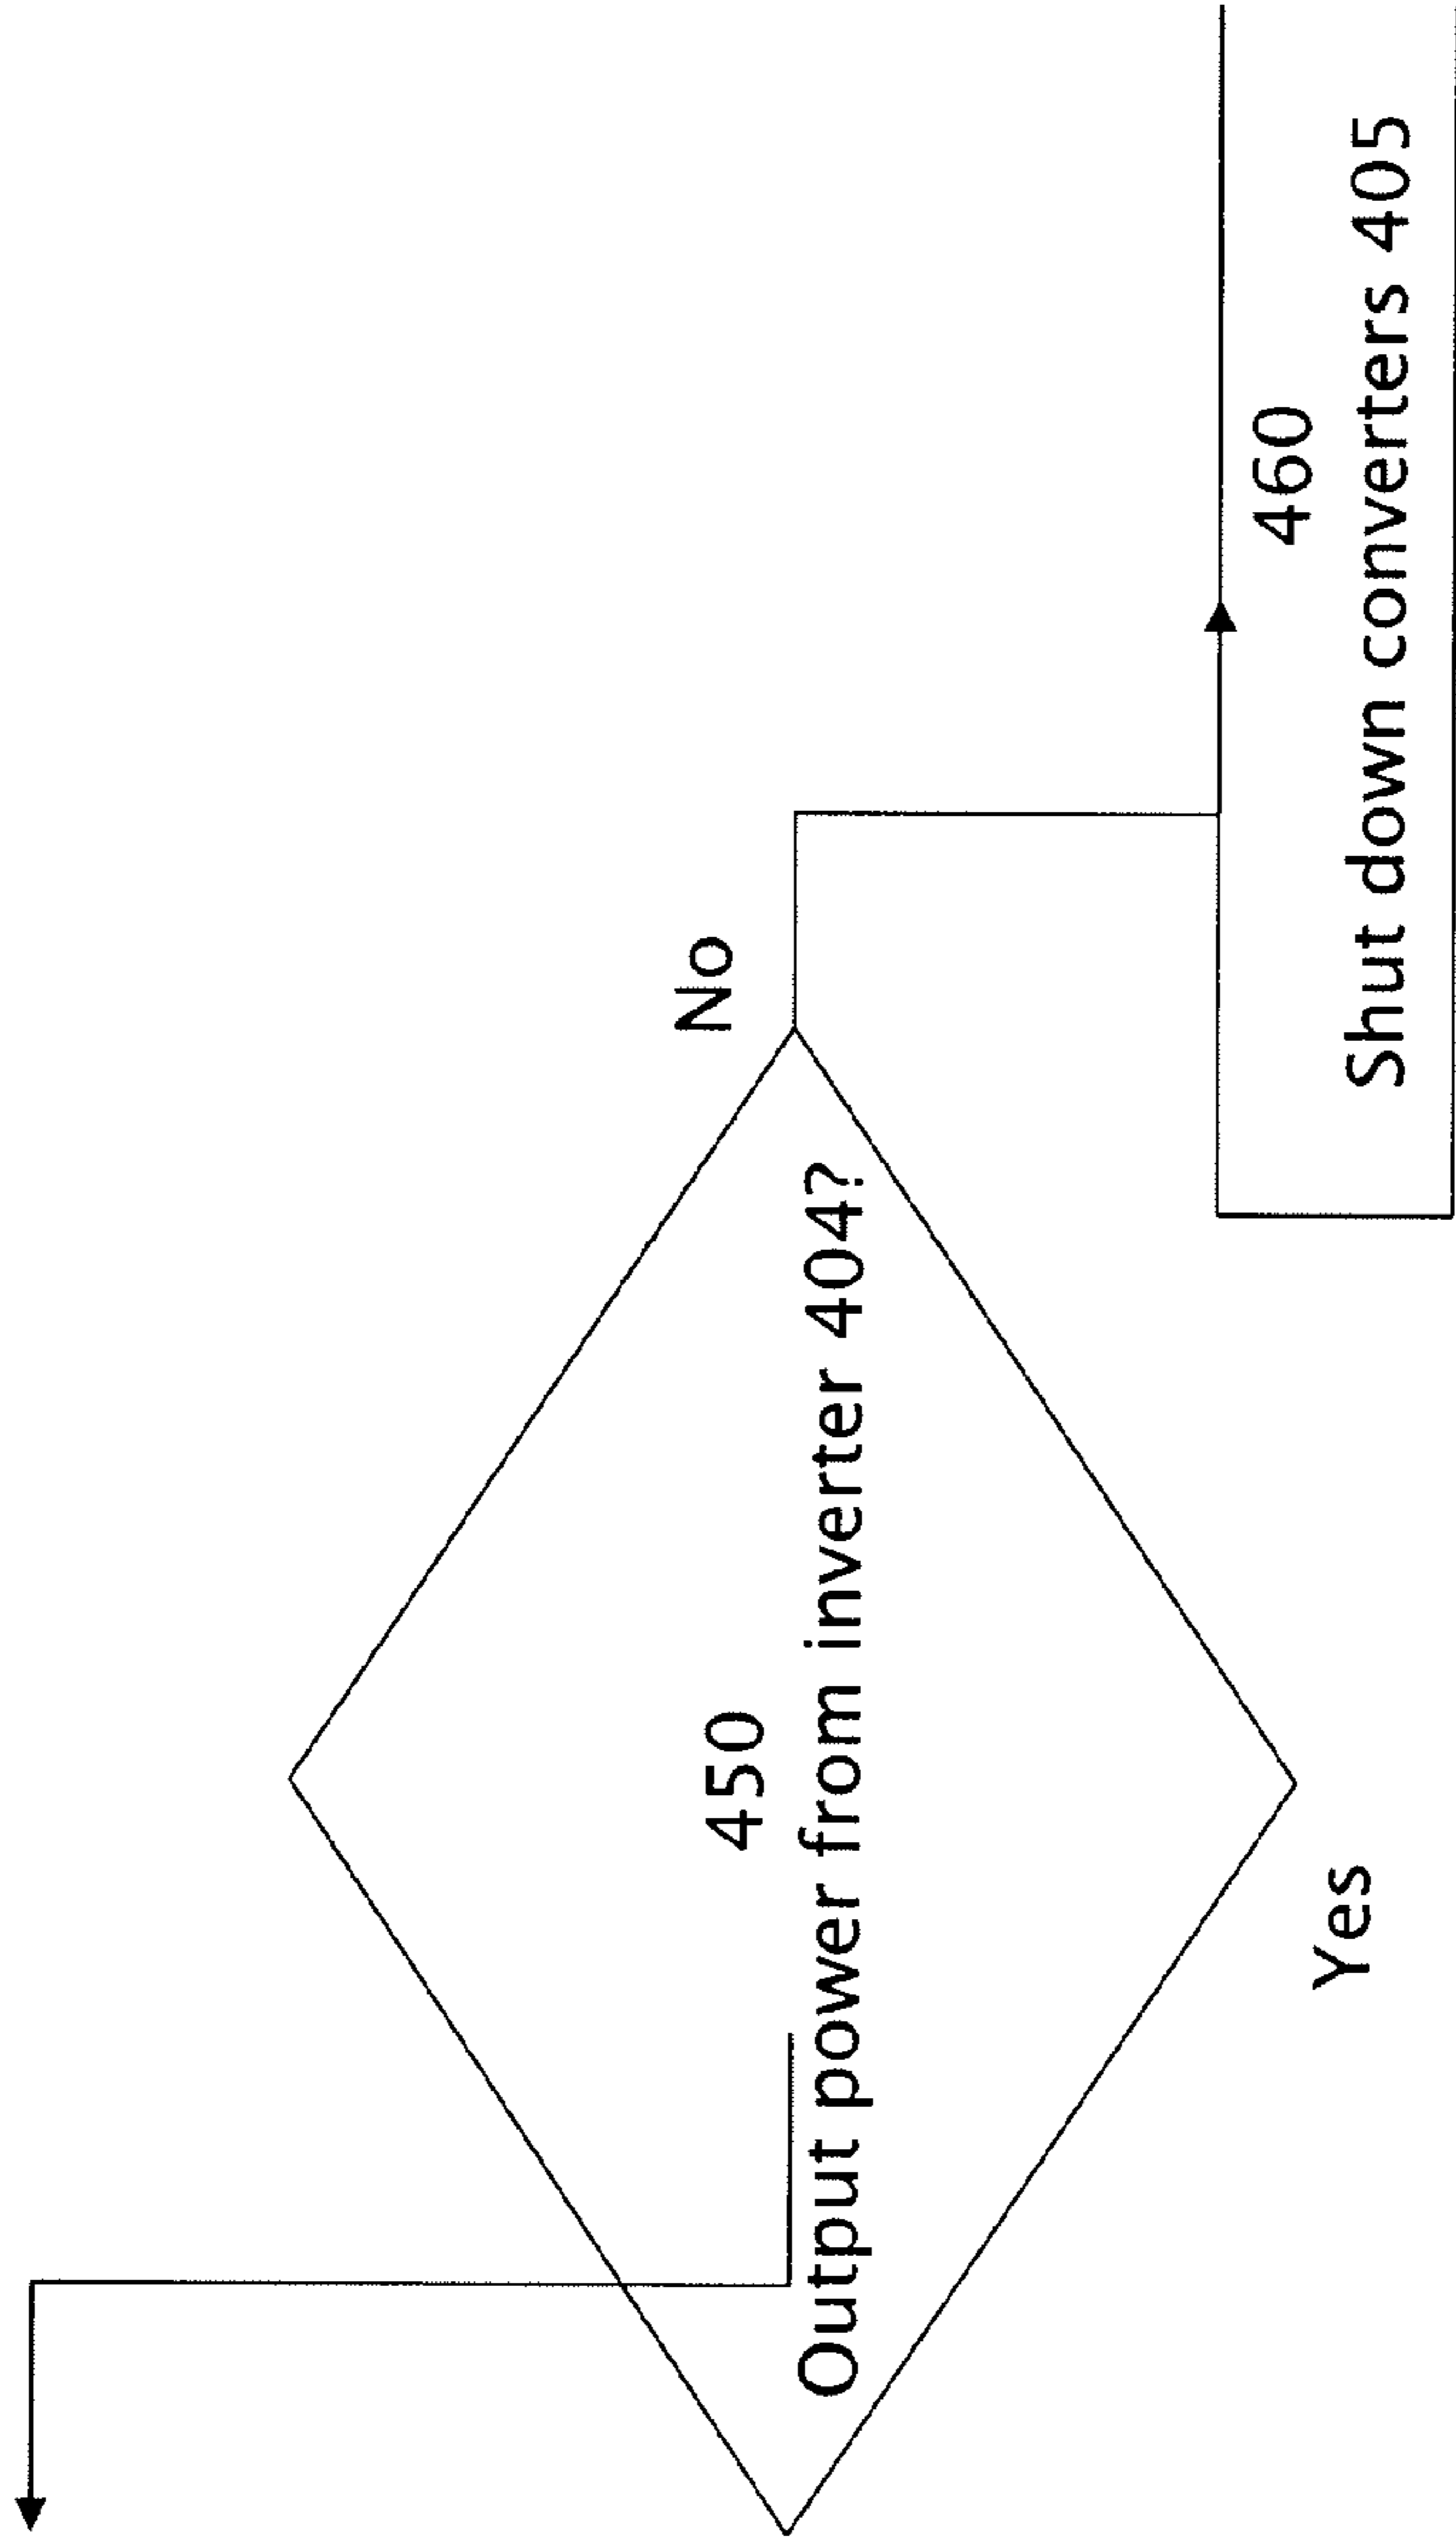 No
450
Output power from inverter 404?
Yes
460
Shut down converters 405